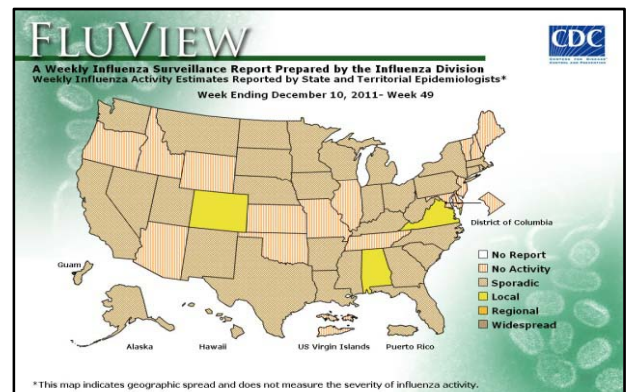 FLUVIEW
CDC
A Weekly Influenza Surveillance Report Prepared by the Influenza Division
Weekly Influenza Activity Estimates Reported by State and Territorial Epidemiologists*
Week Ending December 10, 2011- Week 49
District of Columbia
No Report
No Activity
Sporadic
Local
Regional
Widespread
Guam
Alaska
Hawaii
US Virgin Islands
Puerto Rico
*This map indicates geographic spread and does not measure the severity of influenza activity.